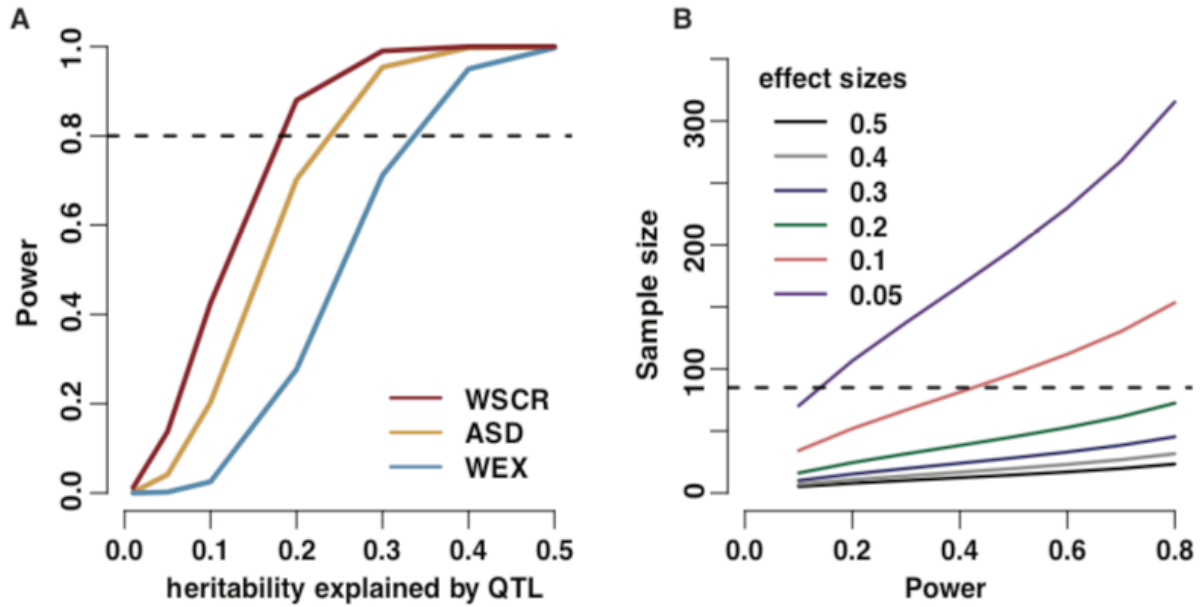 A
Power
1.0
0.8
0.6
0.4
0.2
0.0
WSCR
ASD
WEX
0.0 0.1 0.2 0.3 0.4 0.5
heritability explained by QTL
B
Sample size
300
200
100
0
effect sizes
0.5
0.4
0.3
0.2
0.1
0.05
0.0 0.2 0.4 0.6 0.8
Power